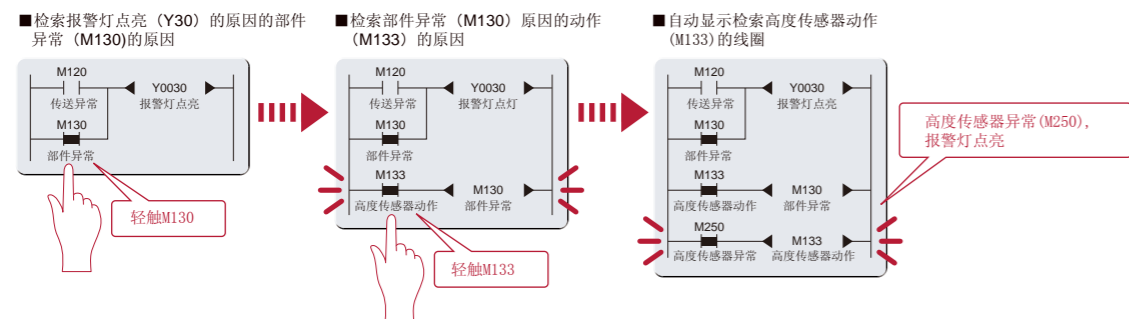 ■检索报警灯点亮（Y30）的原因的部件
异常（M130)的原因
M120
Y0030
传送异常
报警灯点亮
M130
部件异常
轻触M130
■检索部件异常（M130）原因的动作
（M133）的原因
M120
Y0030
传送异常
报警灯点灯
M130
部件异常
M133
M130
高度传感器动作
部件异常
轻触M133
■自动显示检索高度传感器动作
(M133)的线圈
M120
Y0030
传送异常
报警灯点亮
M130
部件异常
M133
M130
高度传感器动作
部件异常
M250
M133
高度传感器异常
高度传感器动作
高度传感器异常(M250),
报警灯点亮